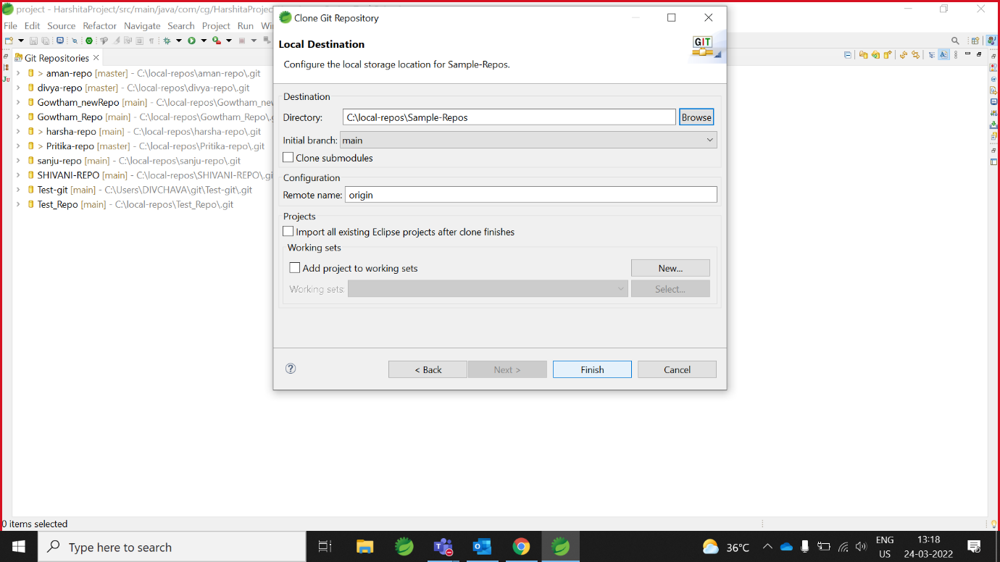 project - HarshitaProject/src/main/java/com/cg/HarshitaProjec
File Edit Source Refactor Navigate Search Project Run Wi
Git Repositories
> aman-repo [master] - C:\local-repos\aman-repo\.git
divya-repo [master] - C:\local-repos\divya-repo\.git
Gowtham_newRepo [main] - C:\local-repos\Gowtham_nev
Gowtham_Repo [main] - C:\local-repos\Gowtham_Repo\.g
> harsha-repo [main] - C:\local-repos\harsha-repo\.git
> Pritika-repo [master] - C:\local-repos\Pritika-repo\.git
sanju-repo [main] - C:\local-repos\sanju-repo\.git
SHIVANI-REPO [main] - C:\local-repos\SHIVANI-REPO\.gi
Test-git [main] - C:\Users\DIVCHAVA\git\Test-git\.git
Test_Repo [main] - C:\local-repos\Test_Repo\.git
Clone Git Repository
Local Destination
GIT
Configure the local storage location for Sample-Repos.
Destination
Directory: C:\local-repos\Sample-Repos Browse
Initial branch: main
Clone submodules
Configuration
Remote name: origin
Projects
Import all existing Eclipse projects after clone finishes
Working sets
Add project to working sets New...
Working sets: Select...
< Back Next > Finish Cancel
0 items selected
Type here to search
36°C
ENG
US
13:18
24-03-2022